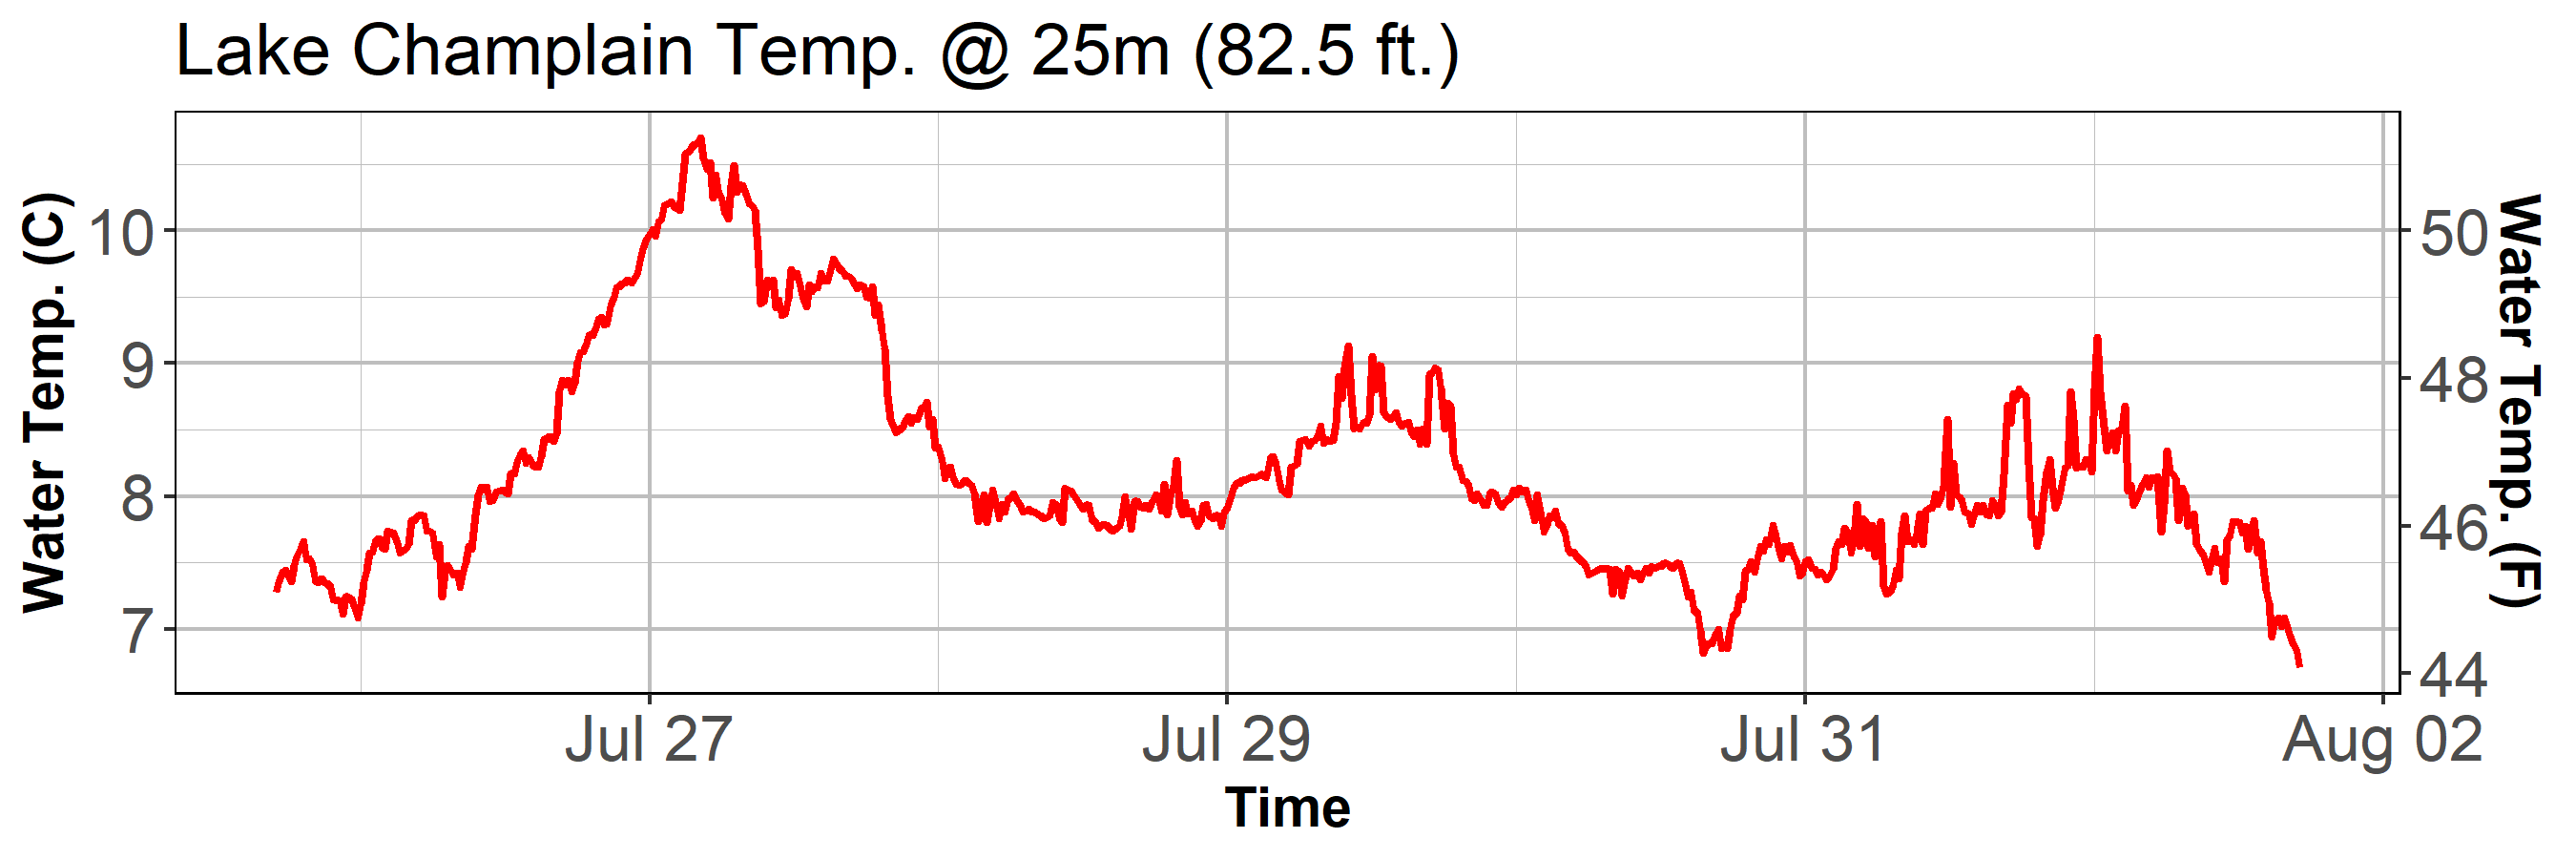 Lake Champlain Temp. @ 25m (82.5 ft.)
Water Temp. (C)
10
9
8
7
50
48
46
44
Water Temp. (F)
Jul 27
Jul 29
Jul 31
Aug 02
Time